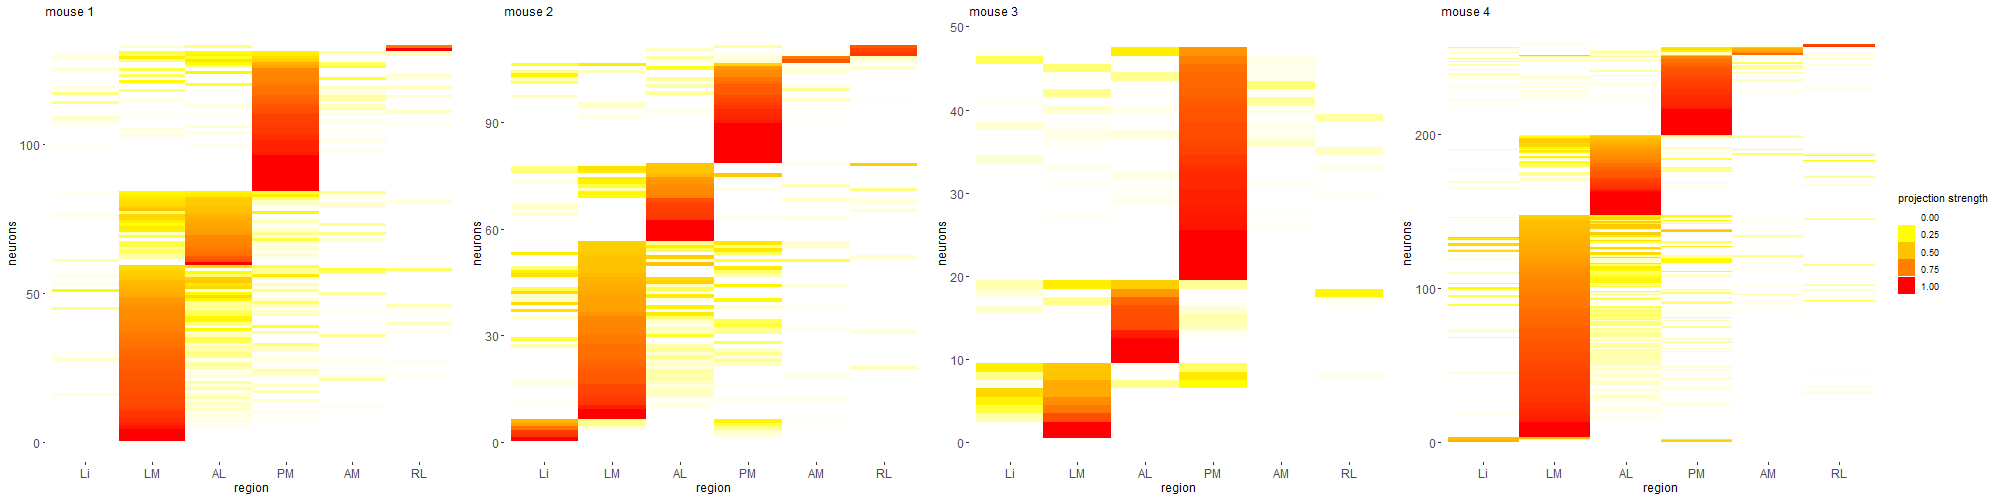 mouse 1
neurons
100
50
0
Li LM AL PM AM RL
region
mouse 2
neurons
90
60
30
0
Li LM AL PM AM RL
region
mouse 3
neurons
50
40
30
20
10
0
Li LM AL PM AM RL
region
mouse 4
neurons
200
100
0
Li LM AL PM AM RL
region
projection strength
0.00
0.25
0.50
0.75
1.00